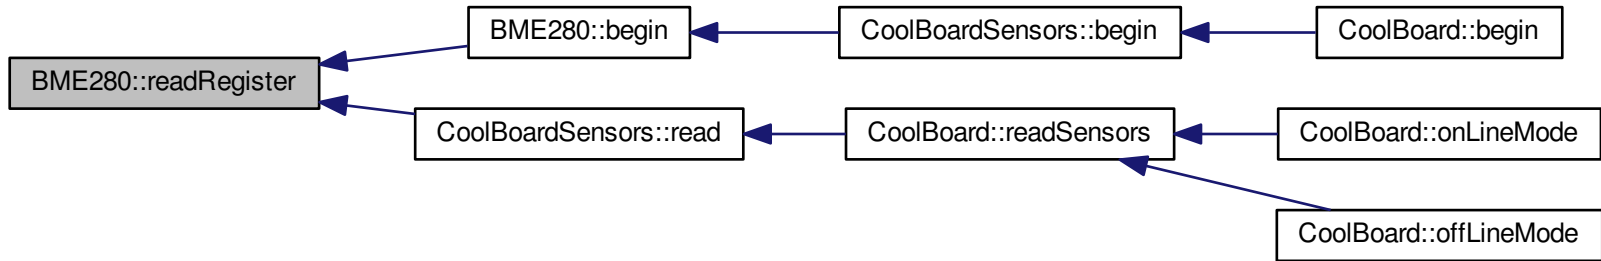 BME280::begin
CoolBoardSensors::begin
CoolBoard::begin
BME280::readRegister
CoolBoardSensors::read
CoolBoard::readSensors
CoolBoard::onLineMode
CoolBoard::offLineMode